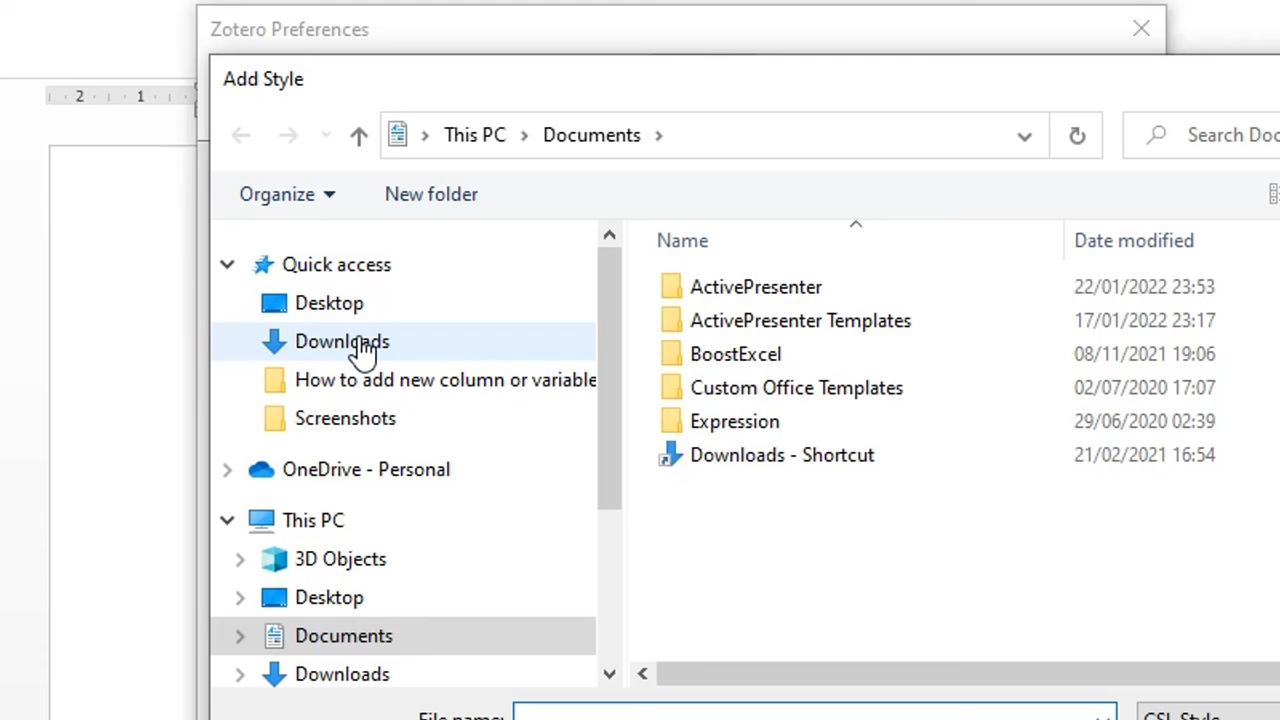 Zotero Preferences
Add Style
2 1
This PC Documents
Search Doc
Organize New folder
Name Date modified
Quick access
Desktop
Downloads
How to add new column or variable
Screenshots
OneDrive - Personal
This PC
3D Objects
Desktop
Documents
Downloads
ActivePresenter 22/01/2022 23:53
ActivePresenter Templates 17/01/2022 23:17
BoostExcel 08/11/2021 19:06
Custom Office Templates 02/07/2020 17:07
Expression 29/06/2020 02:39
Downloads - Shortcut 21/02/2021 16:54
File name:
CSL Style